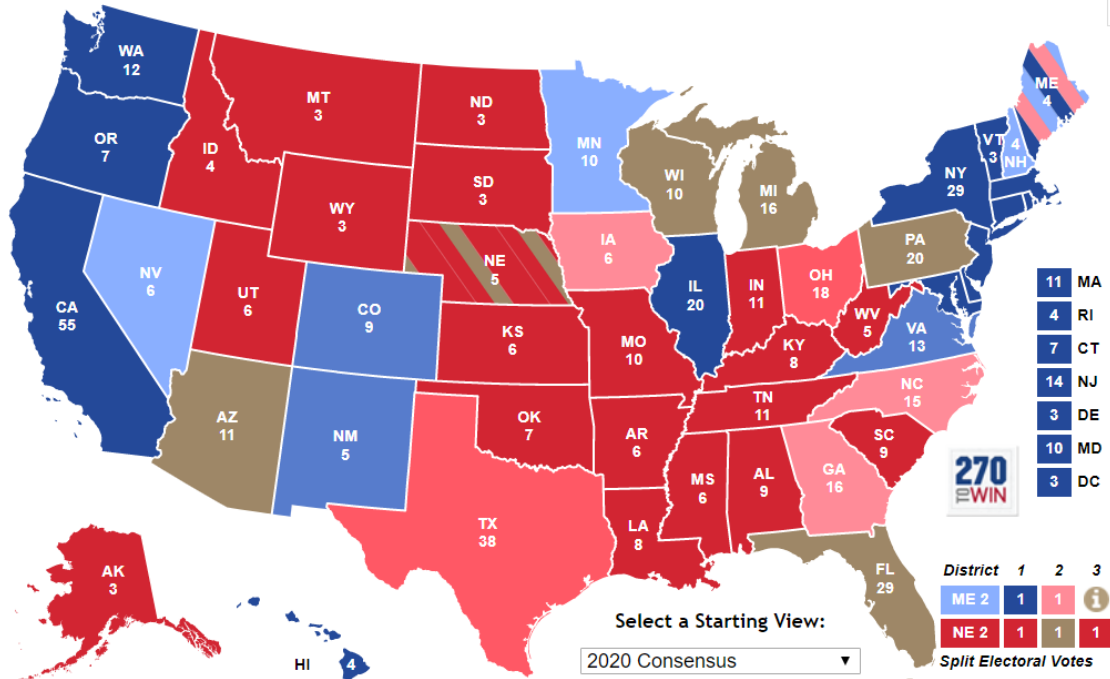 WA
12
OR
7
CA
55
NV
6
ID
4
MT
3
WY
3
UT
6
AZ
11
CO
9
NM
5
ND
3
SD
3
NE
5
KS
6
OK
7
TX
38
MN
10
IA
6
MO
10
AR
6
LA
8
WI
10
IL
20
MI
16
IN
11
OH
18
KY
8
TN
11
MS
6
AL
9
GA
16
FL
29
SC
9
NC
15
VA
13
WV
5
PA
20
NY
29
VT
3
4
NH
ME
4
AK
3
HI
4
11 MA
4 RI
7 CT
14 NJ
3 DE
10 MD
3 DC
270
TO WIN
District 1 2 3
ME 2 1 1 i
NE 2 1 1 1
Split Electoral Votes
Select a Starting View:
2020 Consensus